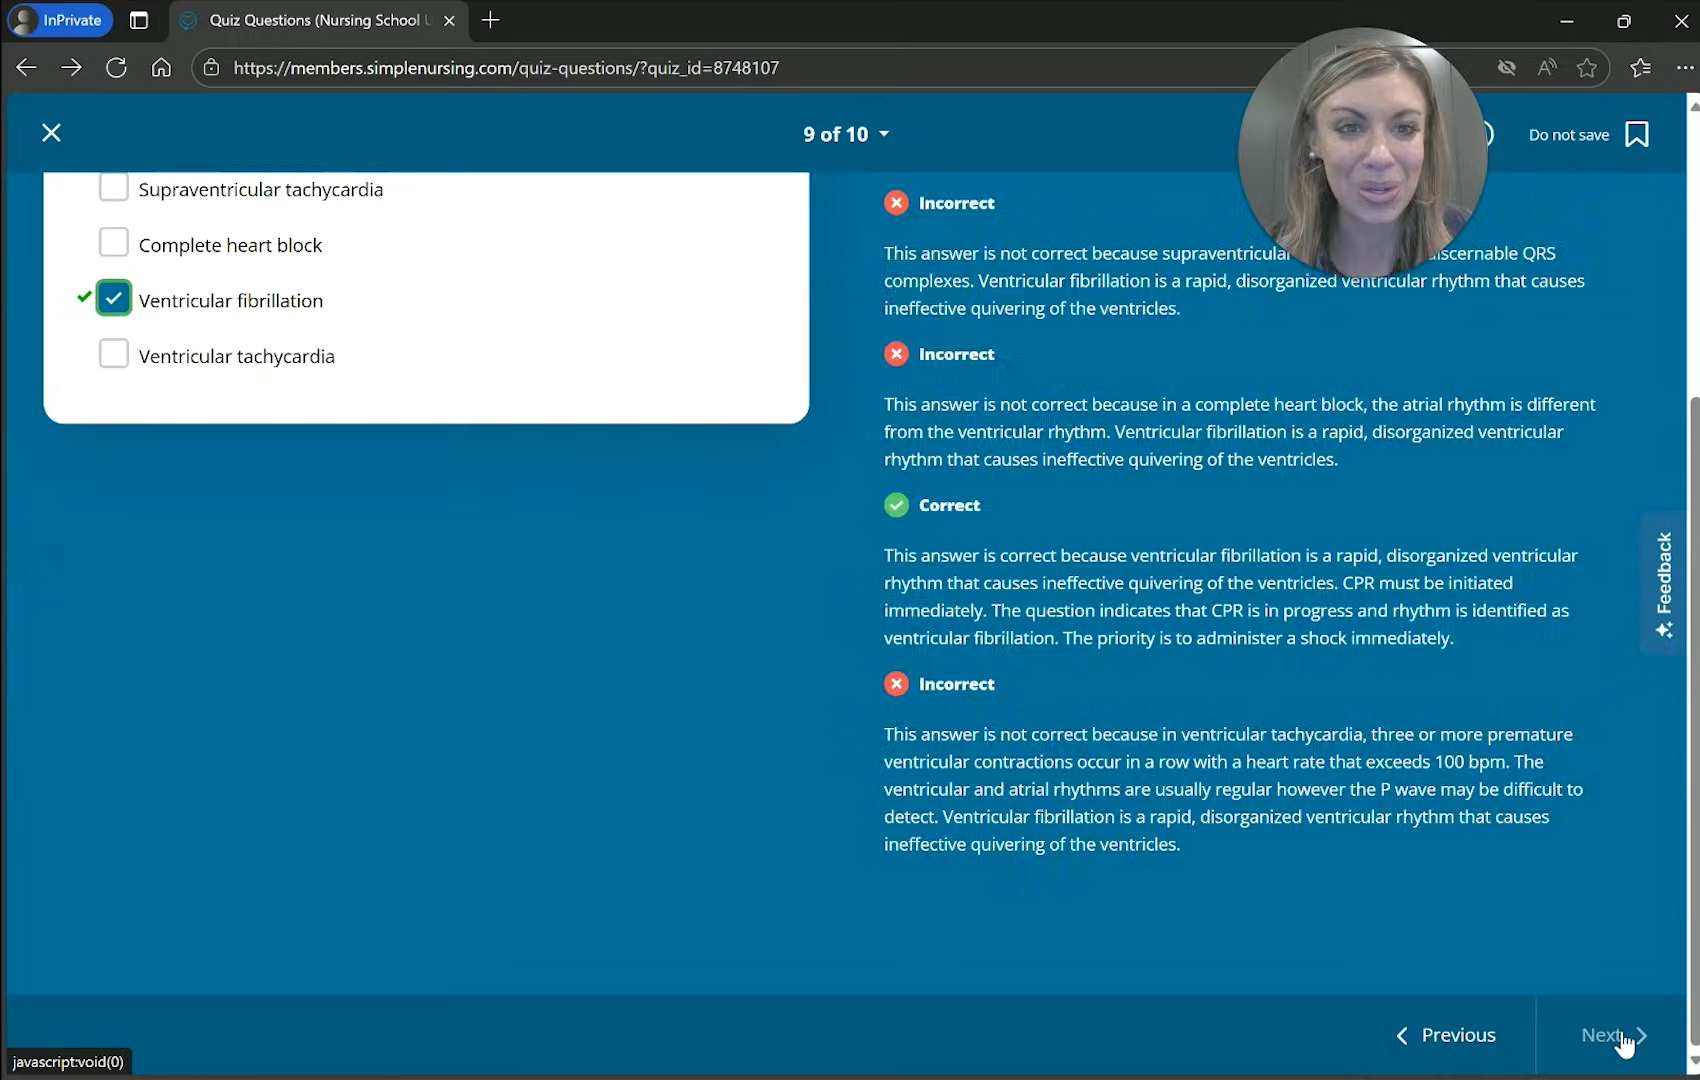 InPrivate
Quiz Questions (Nursing School
https://members.simplenursing.com/quiz-questions/?quiz_id=8748107
9 of 10
Do not save
Supraventricular tachycardia
Complete heart block
Ventricular fibrillation
Ventricular tachycardia
Incorrect
This answer is not correct because supraventricular QRS
complexes. Ventricular fibrillation is a rapid, disorganized ventricular rhythm that causes
ineffective quivering of the ventricles.
Incorrect
This answer is not correct because in a complete heart block, the atrial rhythm is different
from the ventricular rhythm. Ventricular fibrillation is a rapid, disorganized ventricular
rhythm that causes ineffective quivering of the ventricles.
Correct
This answer is correct because ventricular fibrillation is a rapid, disorganized ventricular
rhythm that causes ineffective quivering of the ventricles. CPR must be initiated
immediately. The question indicates that CPR is in progress and rhythm is identified as
ventricular fibrillation. The priority is to administer a shock immediately.
Incorrect
This answer is not correct because in ventricular tachycardia, three or more premature
ventricular contractions occur in a row with a heart rate that exceeds 100 bpm. The
ventricular and atrial rhythms are usually regular however the P wave may be difficult to
detect. Ventricular fibrillation is a rapid, disorganized ventricular rhythm that causes
ineffective quivering of the ventricles.
Feedback
Previous
Next
javascript:void(0)